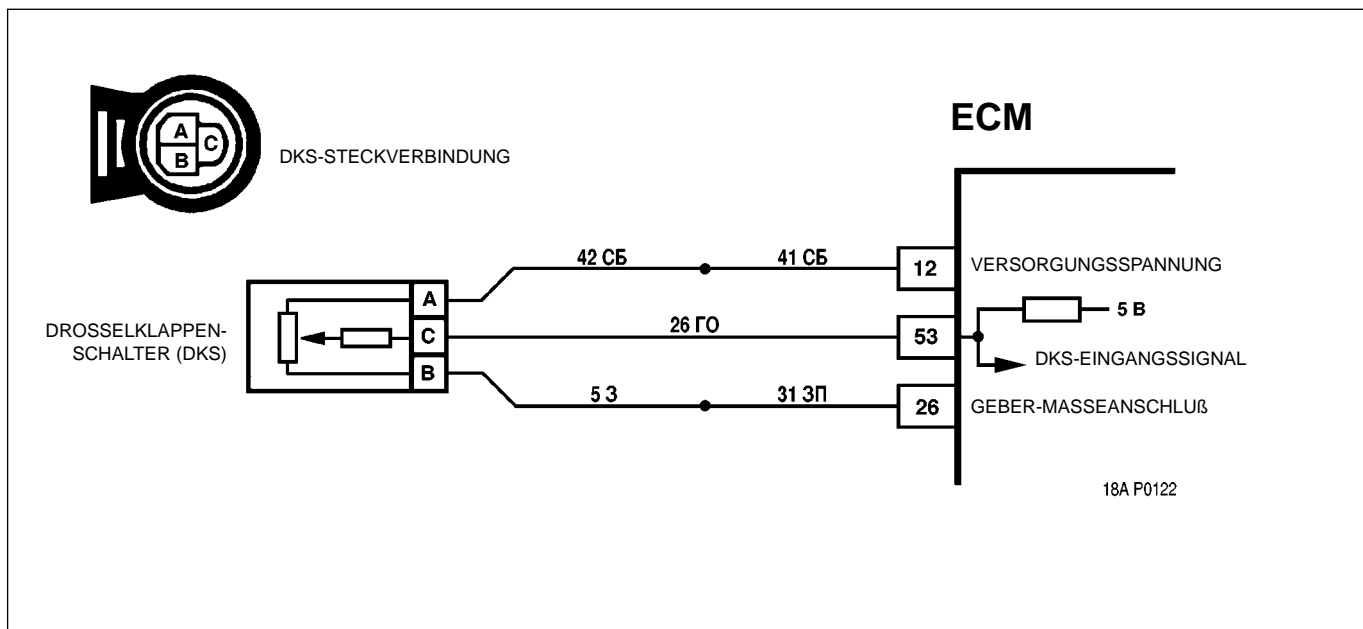 A
C
B
DKS-STECKVERBINDUNG
ECM
42 СБ
41 СБ
12
VERSORGUNGSSPANNUNG
A
5 В
DROSSELKLAPPEN-
SCHALTER (DKS)
C
26 ГО
53
DKS-EINGANGSSIGNAL
B
5 З
31 ЗП
26
GEBER-MASSEANSCHLUß
18A P0122